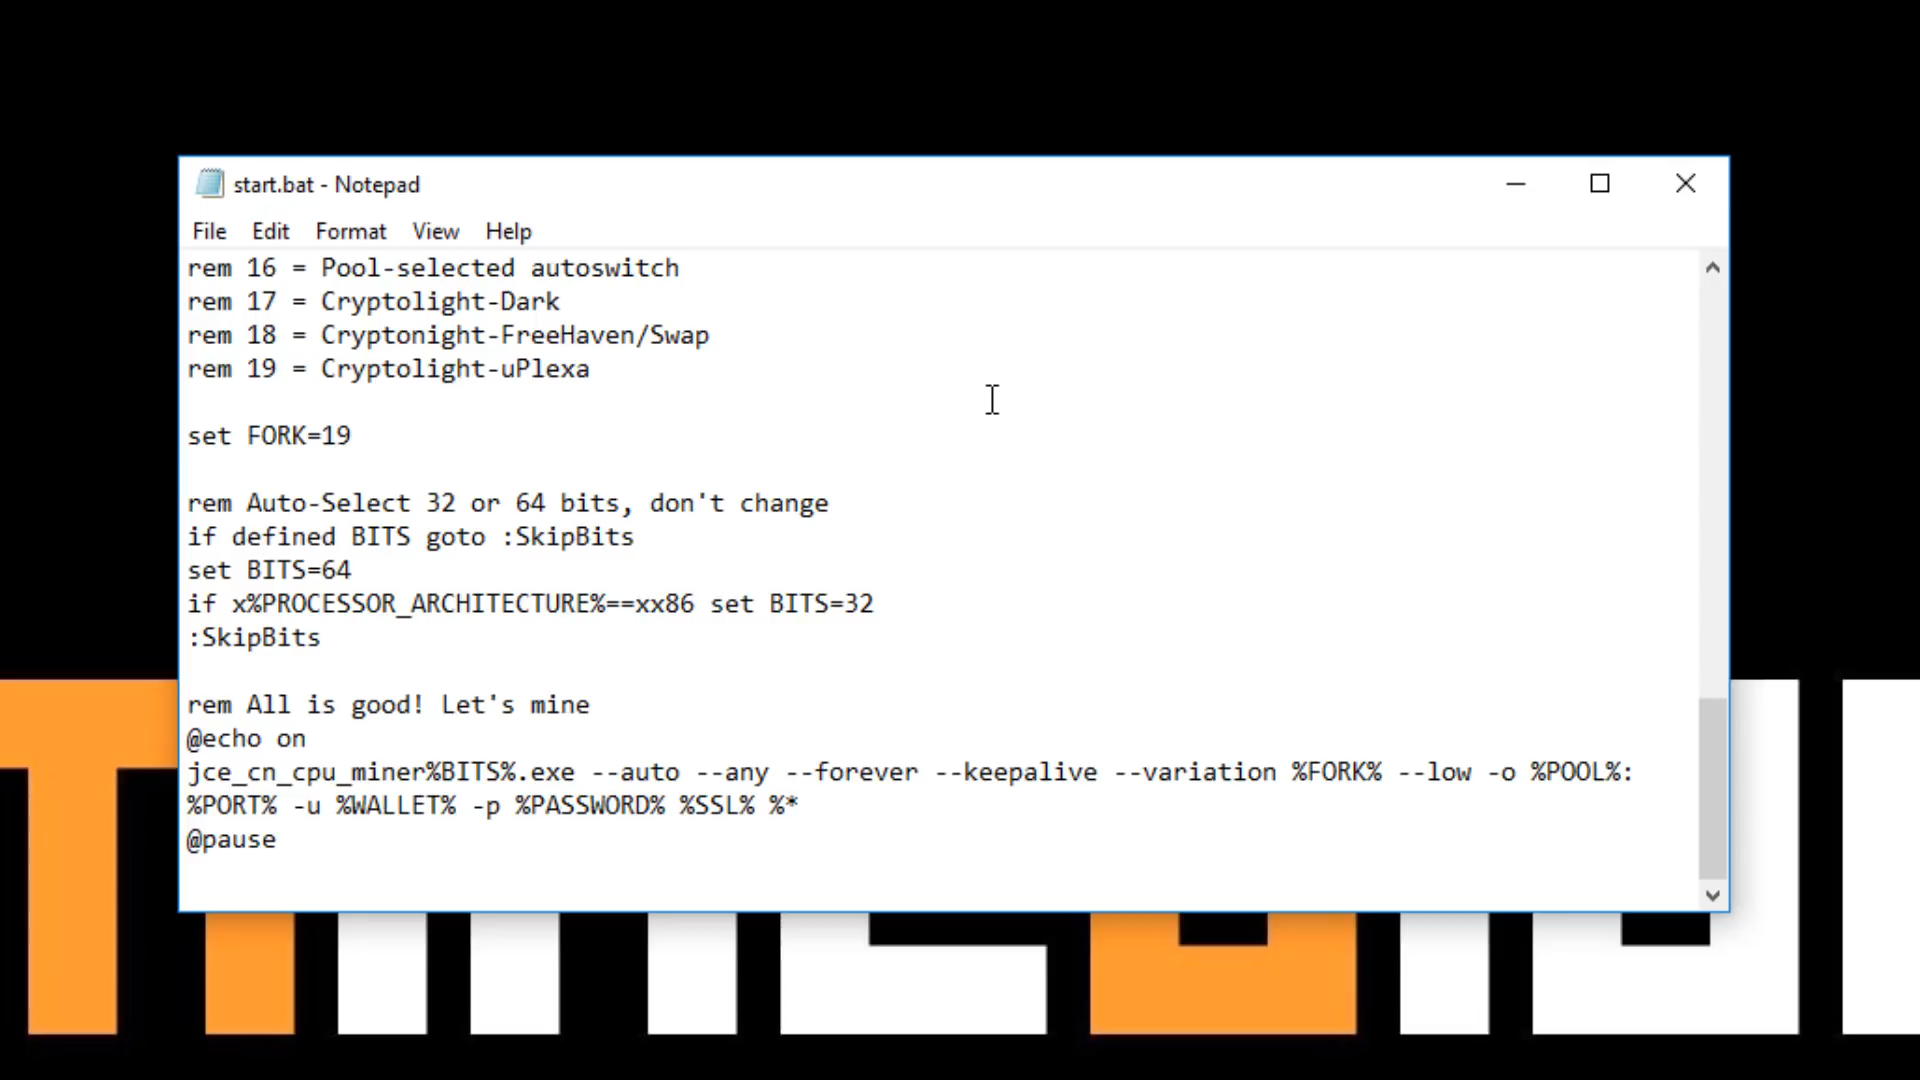 start.bat - Notepad
File Edit Format View Help
rem 16 = Pool-selected autoswitch
rem 17 = Cryptolight-Dark
rem 18 = Cryptonight-FreeHaven/Swap
rem 19 = Cryptolight-uPlexa
set FORK=19
rem Auto-Select 32 or 64 bits, don't change
if defined BITS goto :SkipBits
set BITS=64
if x%PROCESSOR_ARCHITECTURE%==xx86 set BITS=32
:SkipBits
rem All is good! Let's mine
@echo on
jce_cn_cpu_miner%BITS%.exe --auto --any --forever --keepalive --variation %FORK% --low -o %POOL%:
%PORT% -u %WALLET% -p %PASSWORD% %SSL% %*
@pause